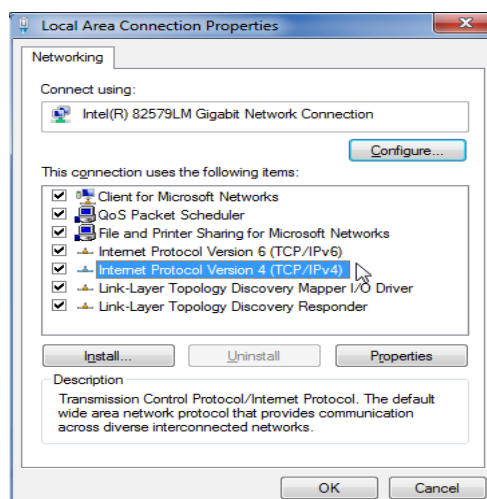 Local Area Connection Properties
Networking
Connect using:
Intel(R) 82579LM Gigabit Network Connection
Configure...
This connection uses the following items:
Client for Microsoft Networks
QoS Packet Scheduler
File and Printer Sharing for Microsoft Networks
Internet Protocol Version 6 (TCP/IPv6)
Internet Protocol Version 4 (TCP/IPv4)
Link-Layer Topology Discovery Mapper I/O Driver
Link-Layer Topology Discovery Responder
Install... Uninstall Properties
Description
Transmission Control Protocol/Internet Protocol. The default
wide area network protocol that provides communication
across diverse interconnected networks.
OK Cancel